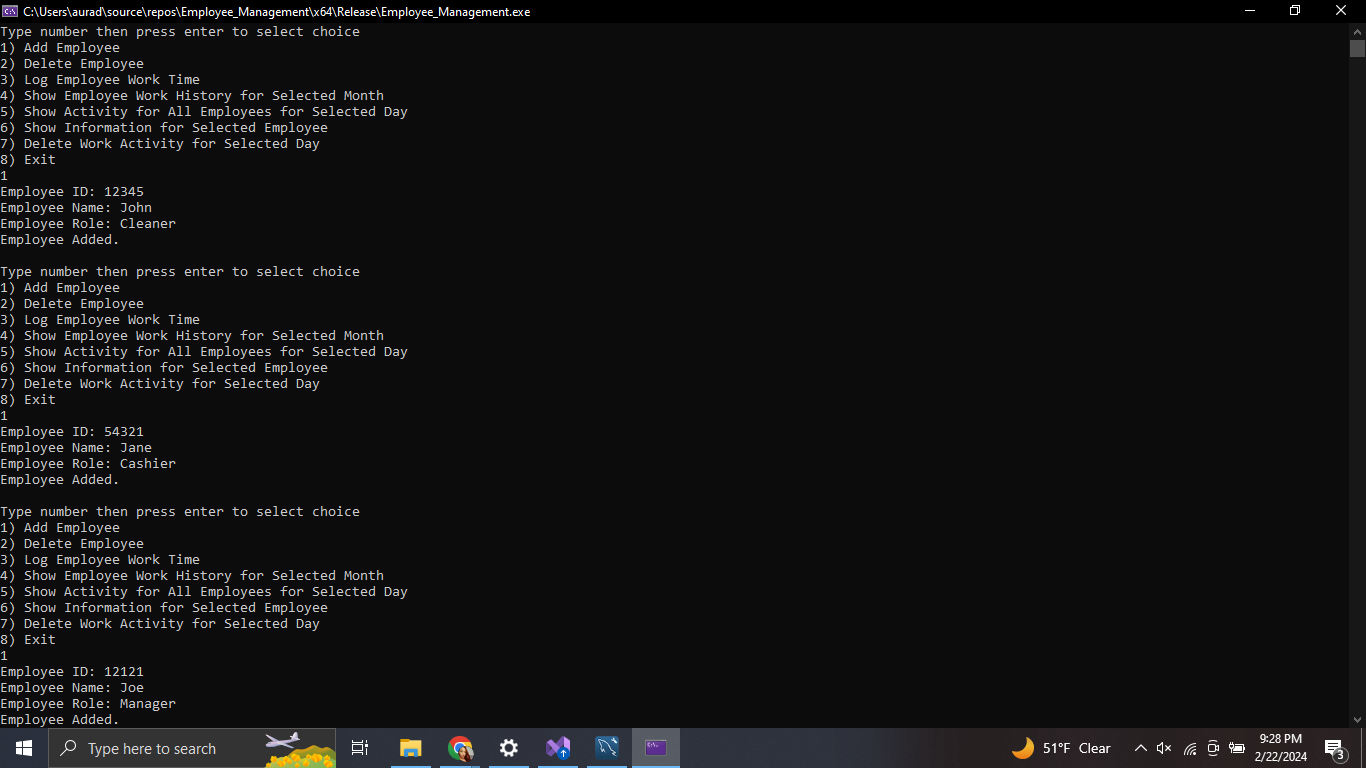 C:\Users\aurad\source\repos\Employee_Management\x64\Release\Employee_Management.exe
Type number then press enter to select choice
1) Add Employee
2) Delete Employee
3) Log Employee Work Time
4) Show Employee Work History for Selected Month
5) Show Activity for All Employees for Selected Day
6) Show Information for Selected Employee
7) Delete Work Activity for Selected Day
8) Exit
1
Employee ID: 12345
Employee Name: John
Employee Role: Cleaner
Employee Added.
Type number then press enter to select choice
1) Add Employee
2) Delete Employee
3) Log Employee Work Time
4) Show Employee Work History for Selected Month
5) Show Activity for All Employees for Selected Day
6) Show Information for Selected Employee
7) Delete Work Activity for Selected Day
8) Exit
1
Employee ID: 54321
Employee Name: Jane
Employee Role: Cashier
Employee Added.
Type number then press enter to select choice
1) Add Employee
2) Delete Employee
3) Log Employee Work Time
4) Show Employee Work History for Selected Month
5) Show Activity for All Employees for Selected Day
6) Show Information for Selected Employee
7) Delete Work Activity for Selected Day
8) Exit
1
Employee ID: 12121
Employee Name: Joe
Employee Role: Manager
Employee Added.
Type here to search
51°F Clear
9:28 PM
2/22/2024
3